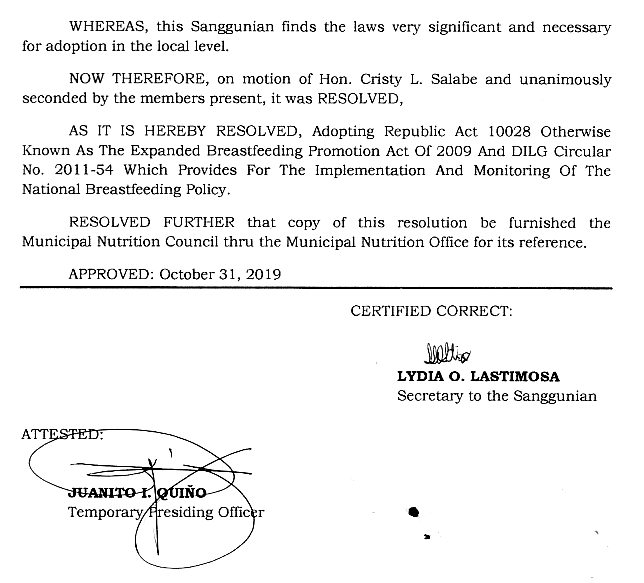 WHEREAS, this Sanggunian finds the laws very significant and necessary
for adoption in the local level.
NOW THEREFORE, on motion of Hon. Cristy L. Salabe and unanimously
seconded by the members present, it was RESOLVED,
AS IT IS HEREBY RESOLVED, Adopting Republic Act 10028 Otherwise
Known As The Expanded Breastfeeding Promotion Act Of 2009 And DILG Circular
No. 2011-54 Which Provides For The Implementation And Monitoring Of The
National Breastfeeding Policy.
RESOLVED FURTHER that copy of this resolution be furnished the
Municipal Nutrition Council thru the Municipal Nutrition Office for its reference.
APPROVED: October 31, 2019
CERTIFIED CORRECT:
LYDIA O. LASTIMOSA
Secretary to the Sanggunian
ATTESTED:
JUANITO I. QUIÑO
Temporary Presiding Officer